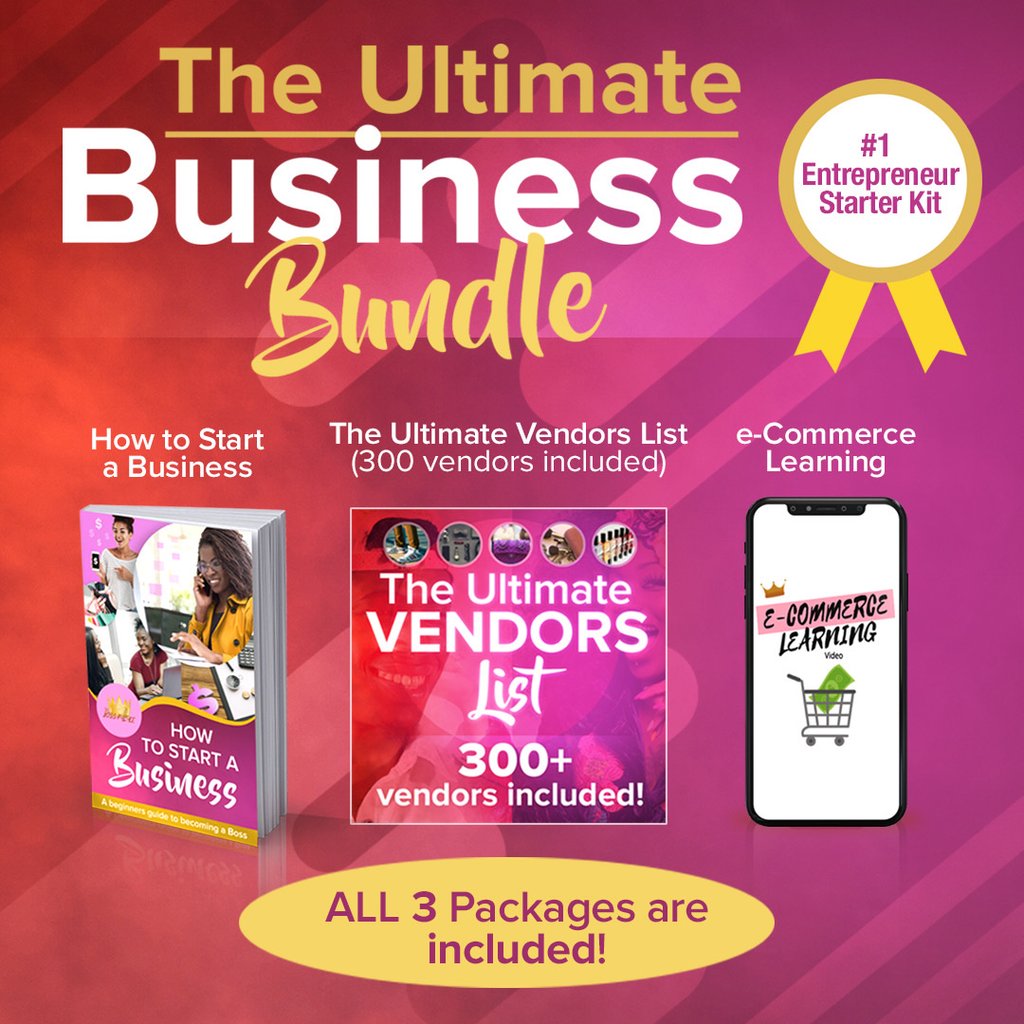 The Ultimate
Business
Bundle
#1
Entrepreneur
Starter Kit
How to Start
a Business
The Ultimate Vendors List
(300 vendors included)
e-Commerce
Learning
$
$
$
$
HOW
TO START A
Business
A beginners guide to becoming a Boss
The Ultimate
VENDORS
List
300+
vendors included!
E-COMMERCE
LEARNING
Video
ALL 3 Packages are
included!